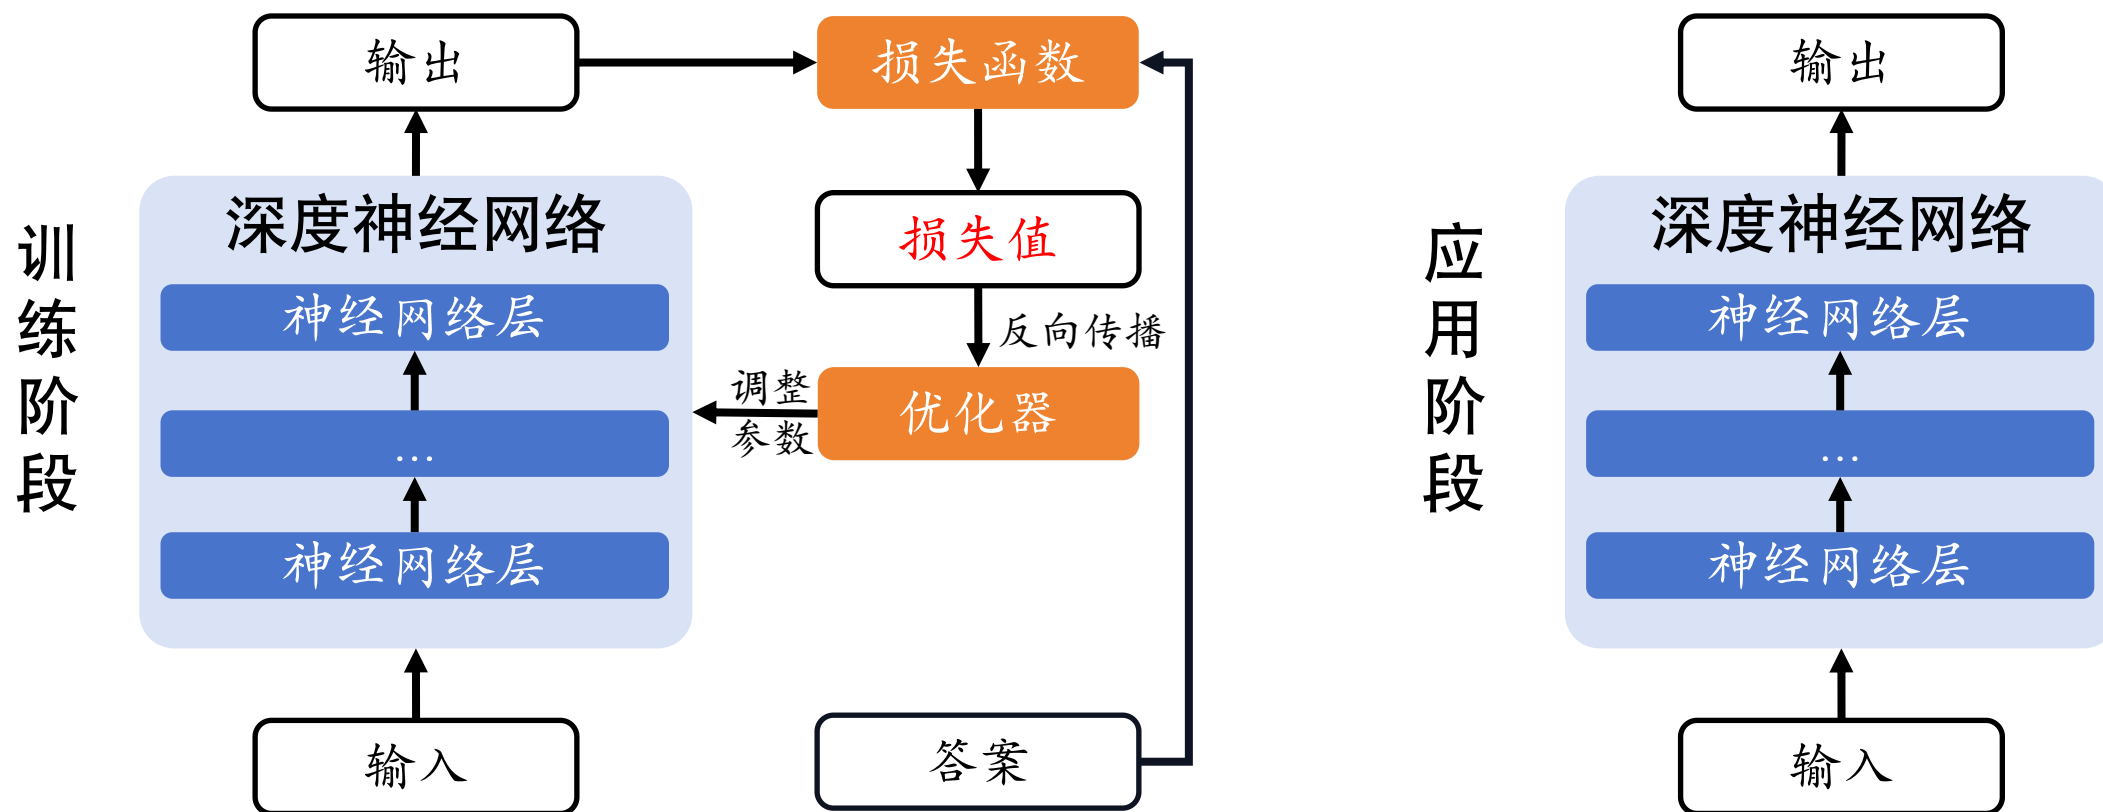 训练阶段
输出
深度神经网络
神经网络层
...
神经网络层
输入
损失函数
损失值
反向传播
优化器
调整
参数
答案
应用阶段
输出
深度神经网络
神经网络层
...
神经网络层
输入